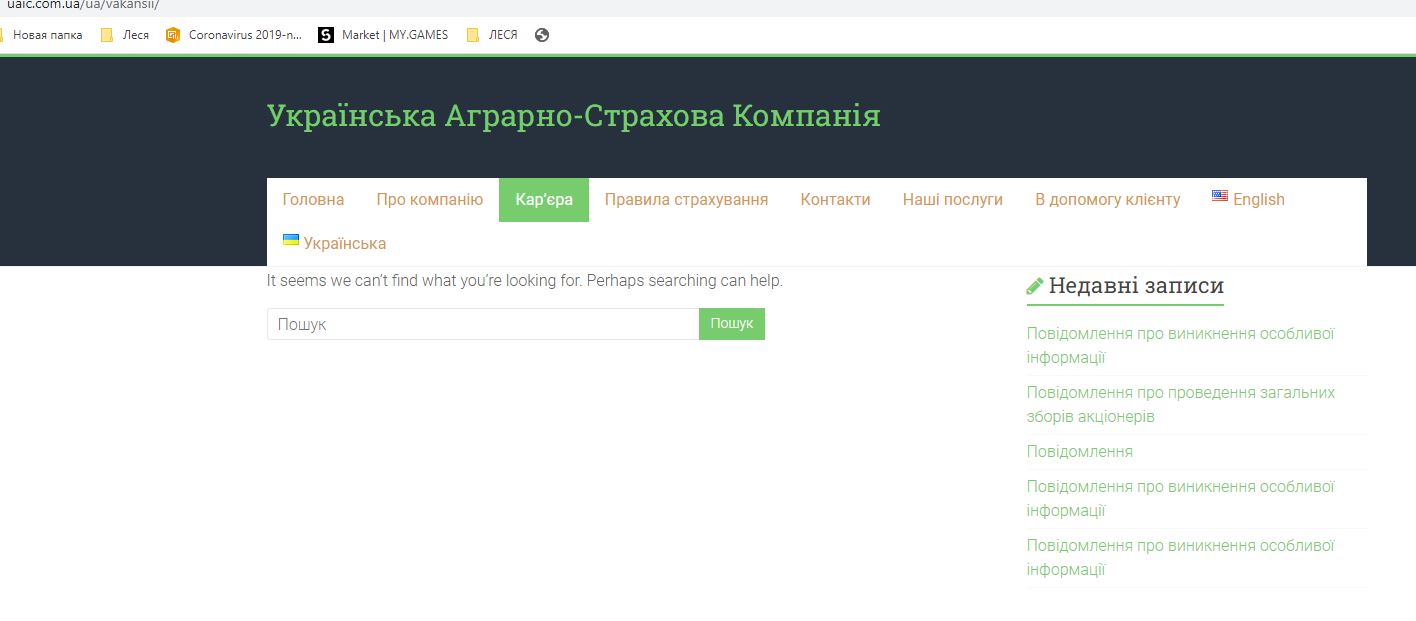 uaic.com.ua/ua/vakansii/
Новая папка Леся Coronavirus 2019-n... Market | MY.GAMES ЛЕСЯ
Українська Аграрно-Страхова Компанія
Головна Про компанію Кар’єра Правила страхування Контакти Наші послуги В допомогу клієнту English
Українська
It seems we can’t find what you’re looking for. Perhaps searching can help.
Пошук Пошук
Недавні записи
Повідомлення про виникнення особливої
інформації
Повідомлення про проведення загальних
зборів акціонерів
Повідомлення
Повідомлення про виникнення особливої
інформації
Повідомлення про виникнення особливої
інформації